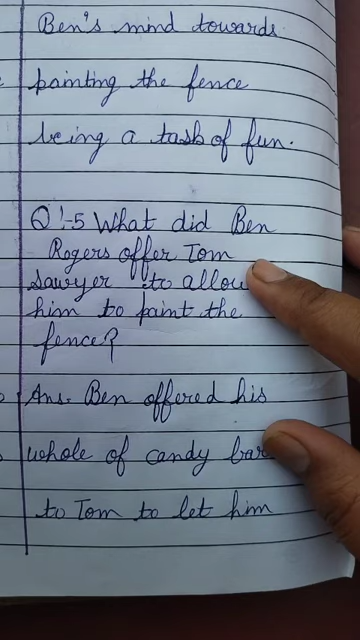 Ben's mind towards
painting the fence
being a task of fun.
Q!-5 What did Ben
Rogers offer Tom
Sawyer to allow
him to paint the
fence?
Ans. Ben offered his
whole of candy bar
to Tom to let him